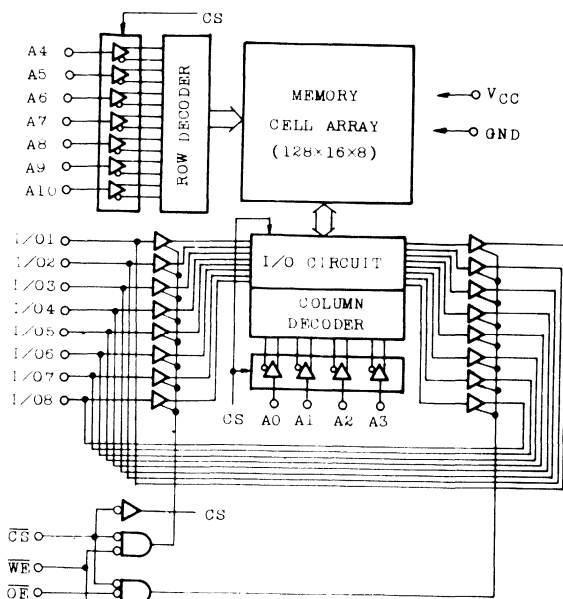 CS
A4
A5
A6
A7
A8
A9
A10
ROW DECODER
MEMORY
CELL ARRAY
(128×16×8)
VCC
GND
I/O1
I/O2
I/O3
I/O4
I/O5
I/O6
I/O7
I/O8
I/O CIRCUIT
COLUMN
DECODER
CS
A0 A1 A2 A3
CS
CS
WE
OE